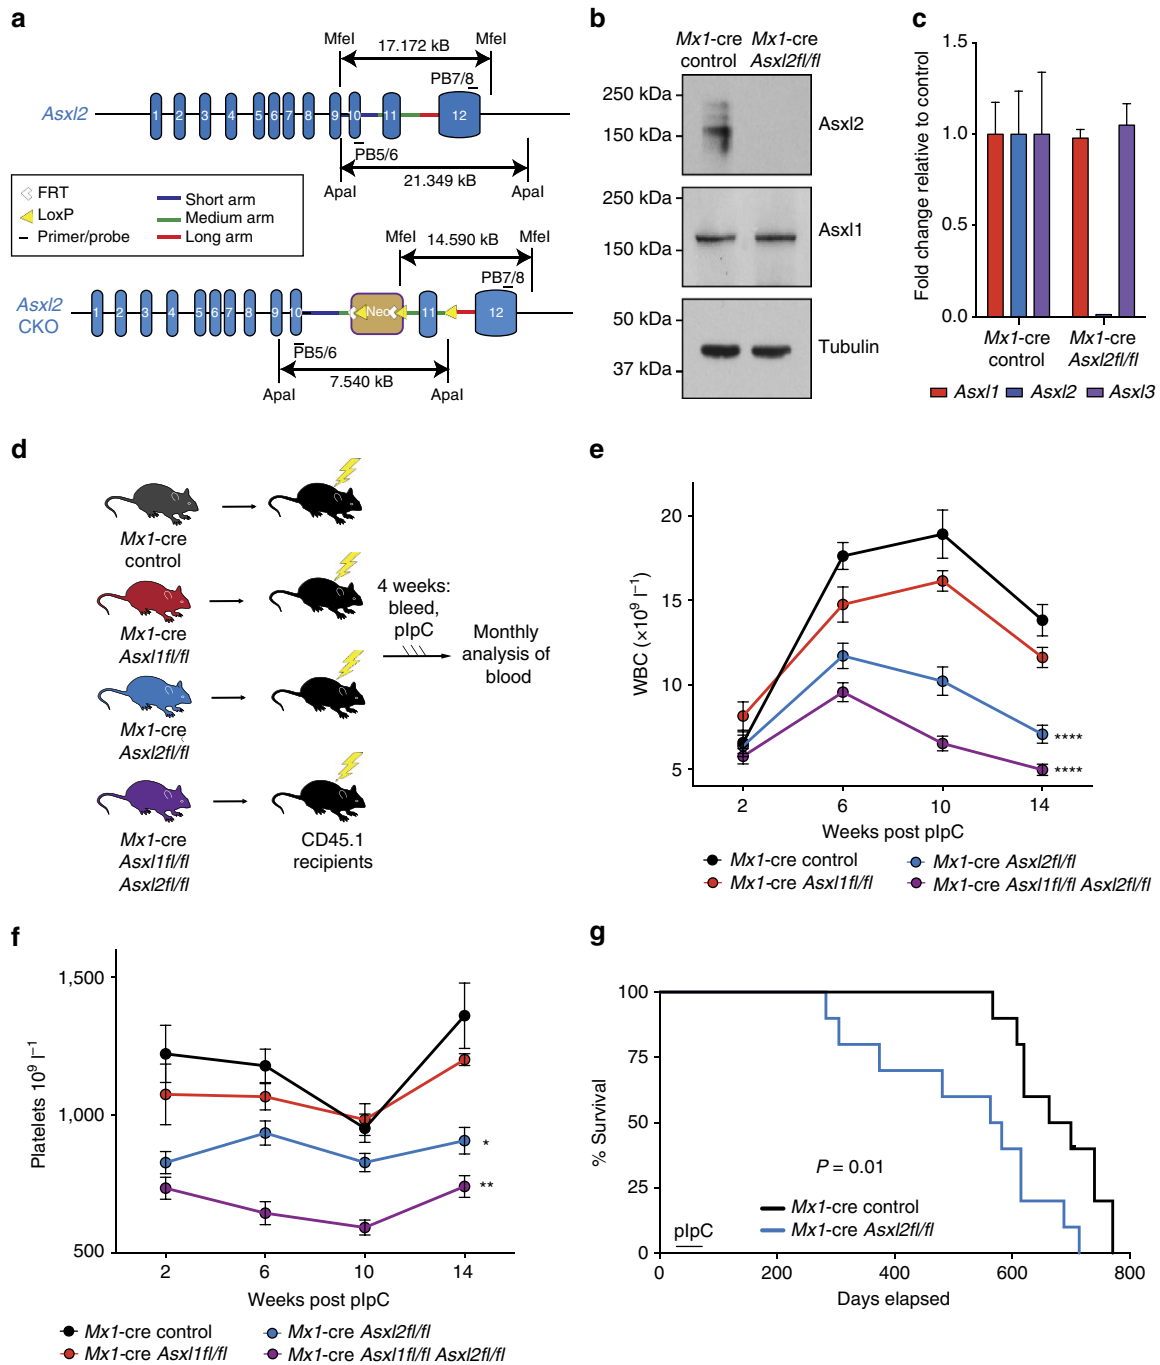 a
MfeI 17.172 kB MfeI
PB7/8
Asxl2
1 2 3 4 5 6 7 8 9 10 11 12
PB5/6
ApaI 21.349 kB ApaI
FRT
LoxP
Primer/probe
Short arm
Medium arm
Long arm
MfeI 14.590 kB MfeI
PB7/8
Asxl2
CKO
1 2 3 4 5 6 7 8 9 10 Neo 11 12
PB5/6
7.540 kB
ApaI ApaI
b
Mx1-cre
control
Mx1-cre
Asxl2fl/fl
250 kDa
150 kDa
Asxl2
250 kDa
150 kDa
Asxl1
50 kDa
37 kDa
Tubulin
c
Fold change relative to control
1.5
1.0
0.5
0.0
Mx1-cre
control
Mx1-cre
Asxl2fl/fl
Asxl1 Asxl2 Asxl3
d
Mx1-cre
control
Mx1-cre
Asxl1fl/fl
Mx1-cre
Asxl2fl/fl
Mx1-cre
Asxl1fl/fl
Asxl2fl/fl
CD45.1
recipients
4 weeks:
bleed,
pIpC
Monthly
analysis of
blood
e
WBC (×10⁹ l⁻¹)
20
15
10
5
****
****
2 6 10 14
Weeks post pIpC
Mx1-cre control
Mx1-cre Asxl1fl/fl
Mx1-cre Asxl2fl/fl
Mx1-cre Asxl1fl/fl Asxl2fl/fl
f
Platelets 10⁹ l⁻¹
1,500
1,000
500
*
**
2 6 10 14
Weeks post pIpC
Mx1-cre control
Mx1-cre Asxl1fl/fl
Mx1-cre Asxl2fl/fl
Mx1-cre Asxl1fl/fl Asxl2fl/fl
g
% Survival
100
75
50
25
0
P = 0.01
Mx1-cre control
Mx1-cre Asxl2fl/fl
pIpC
0 200 400 600 800
Days elapsed